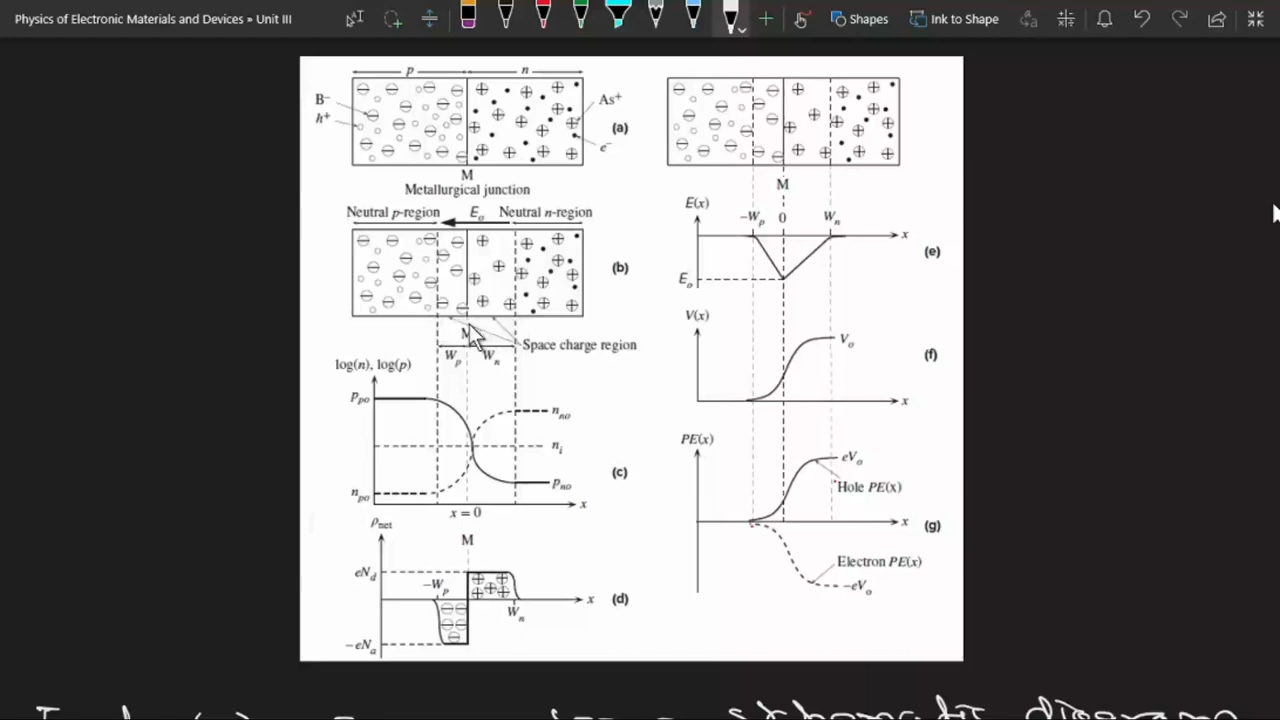 Physics of Electronic Materials and Devices » Unit III
Shapes
Ink to Shape
p
n
B⁻
h⁺
As⁺
e⁻
(a)
M
Metallurgical junction
Neutral p-region
Eₒ
Neutral n-region
(b)
M
Space charge region
Wₚ
Wₙ
log(n), log(p)
pₚₒ
nₙₒ
nᵢ
pₙₒ
nₚₒ
x
x = 0
(c)
ρnet
M
eN_d
−Wₚ
x
Wₙ
−eNₐ
(d)
M
E(x)
−Wₚ
0
Wₙ
x
Eₒ
(e)
V(x)
Vₒ
x
(f)
PE(x)
eVₒ
Hole PE(x)
x
Electron PE(x)
−eVₒ
(g)